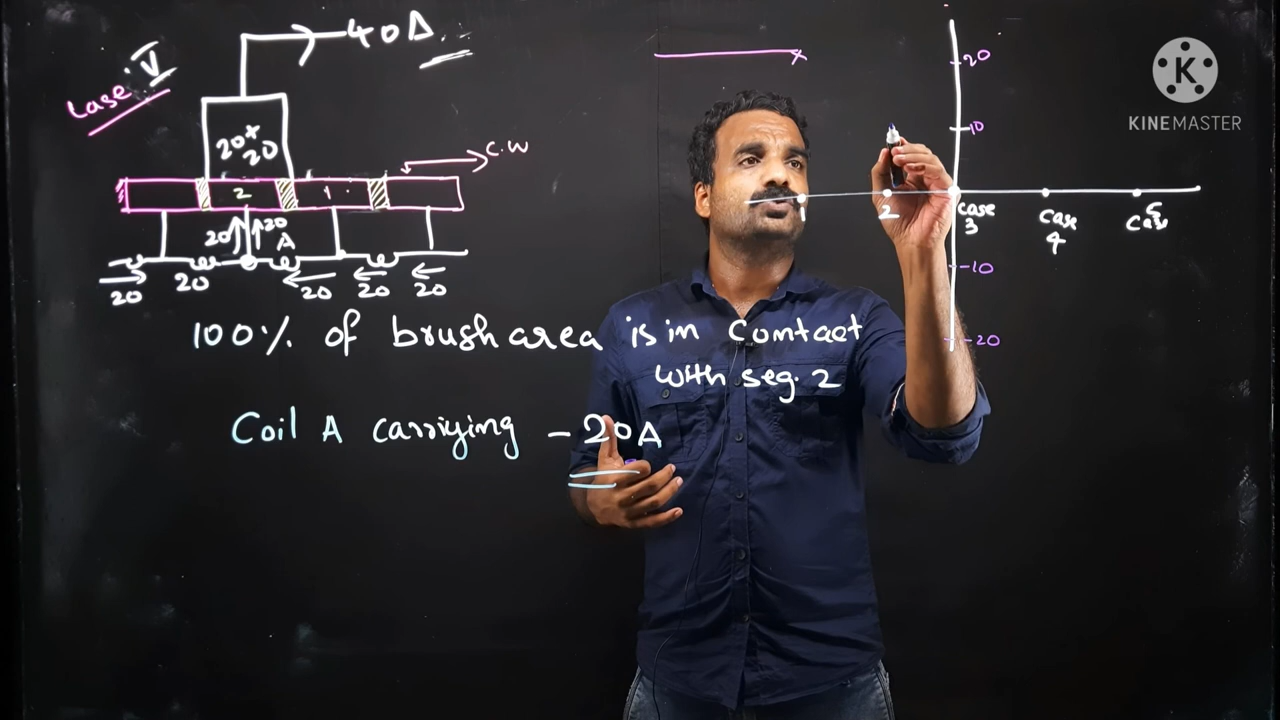 Case: V
40A
20+
20
C.W
2
1
20
20
A
20
20
20
20
20
100% of brush area is in Contact
with seg. 2
Coil A carrying - 20A
20
10
-10
-20
1
2
Case
3
Case
4
Case
5
K
KINEMASTER